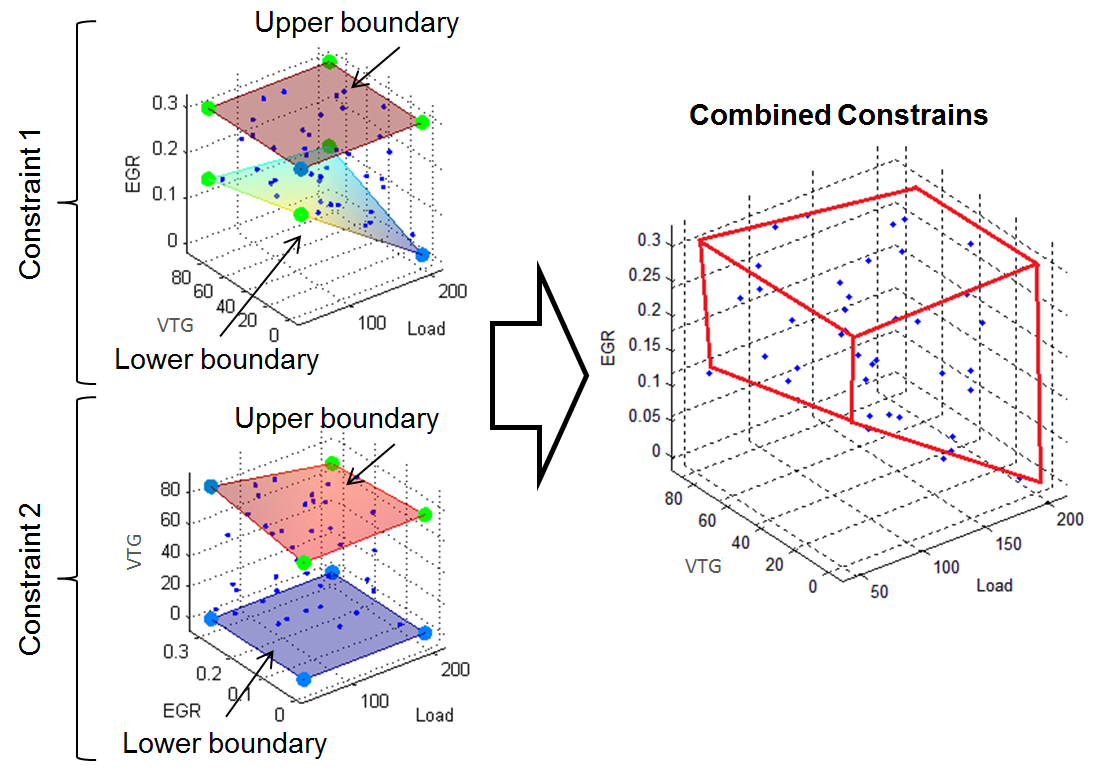 Constraint 1
Upper boundary
0.3
0.2
0.1
0
EGR
80
60
40
20
0
VTG
100
200
Load
Lower boundary
Constraint 2
Upper boundary
80
60
40
20
0
VTG
0.3
0.2
0.1
0
EGR
100
200
Load
Lower boundary
Combined Constrains
0.3
0.25
0.2
0.15
0.1
0.05
0
EGR
80
60
40
20
0
VTG
50
100
150
200
Load